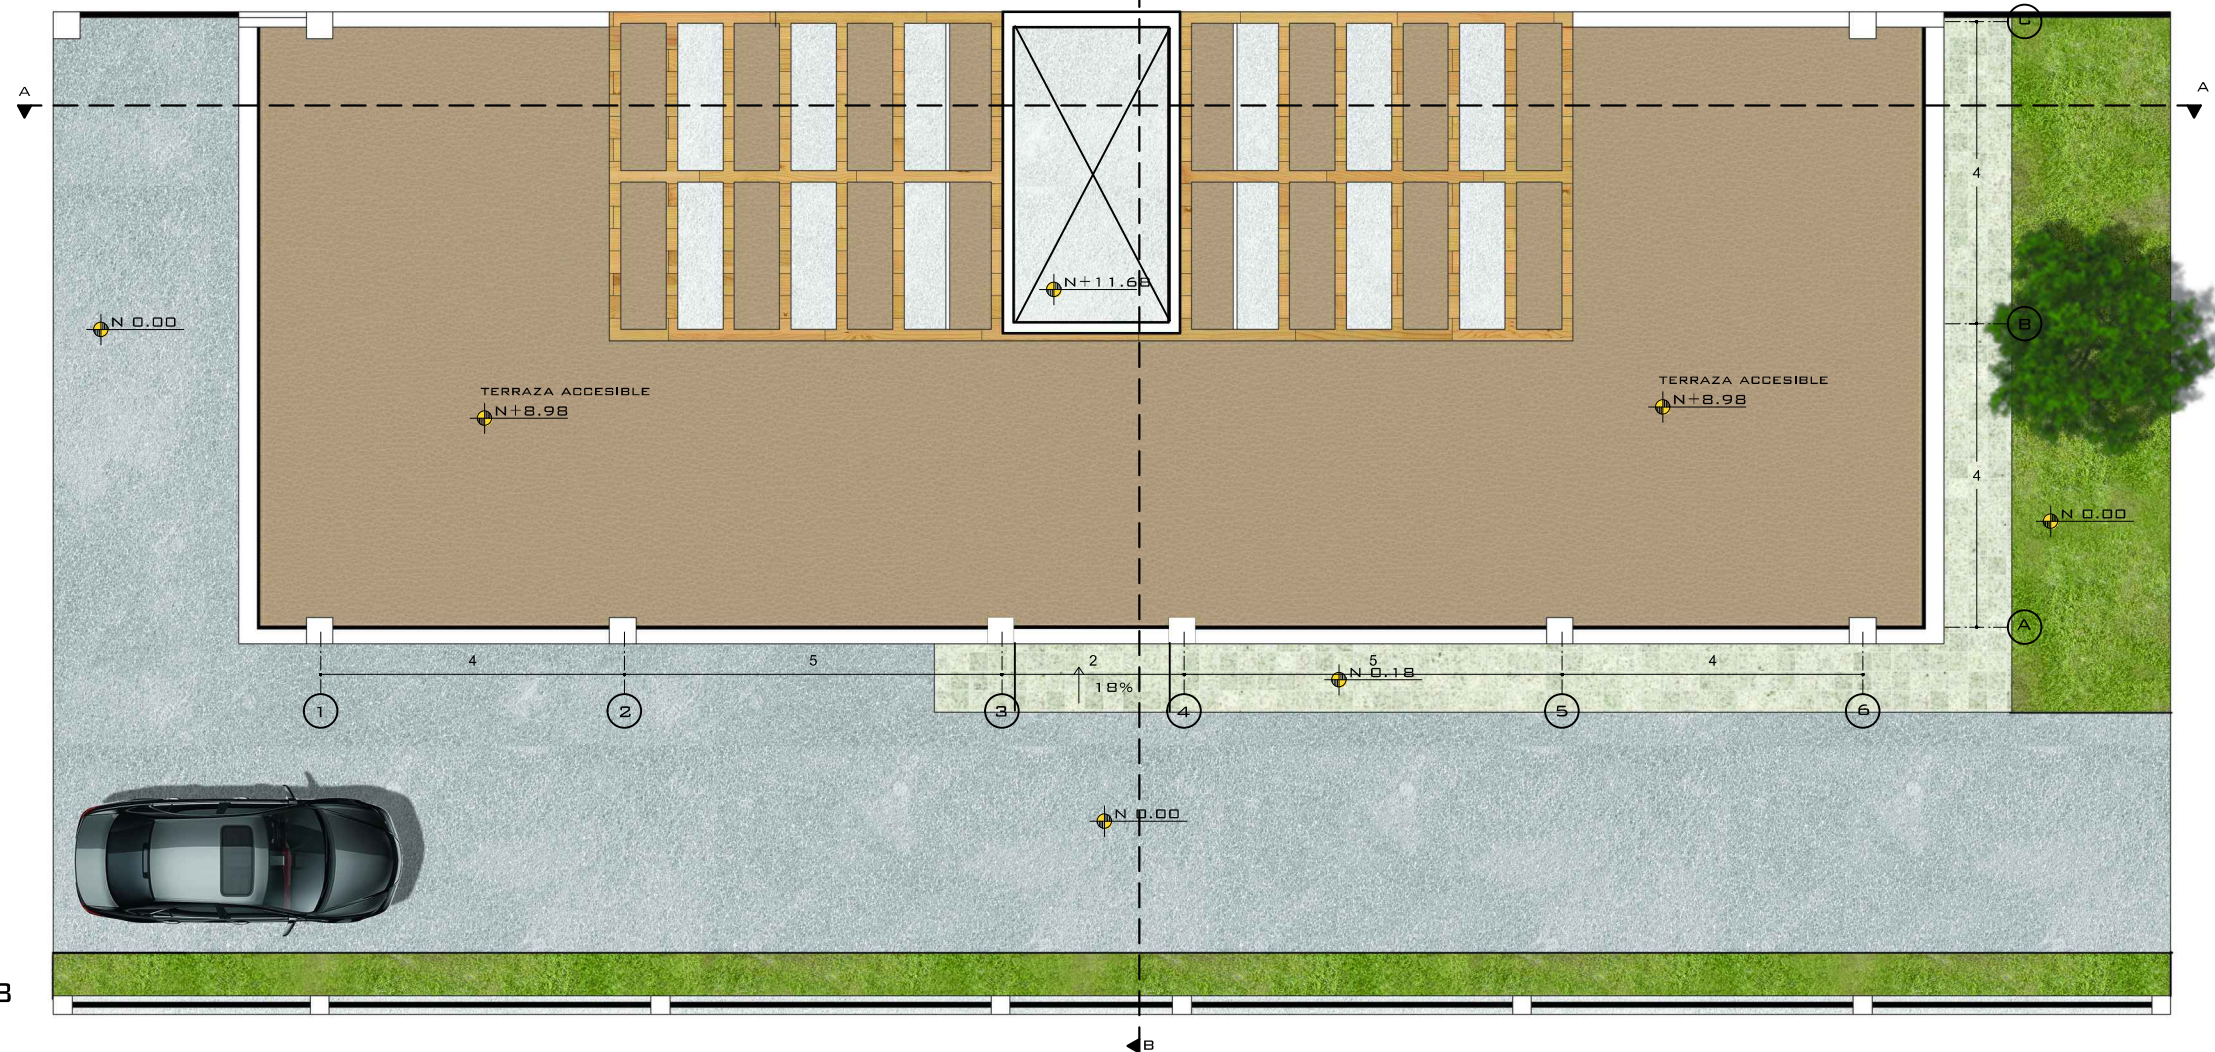 C
A
A
4
N+11.68
N 0.00
B
TERRAZA ACCESIBLE
N+8.98
TERRAZA ACCESIBLE
N+8.98
4
N 0.00
A
4
5
2
5
4
N 0.18
18%
1
2
3
4
5
6
N 0.00
B
B